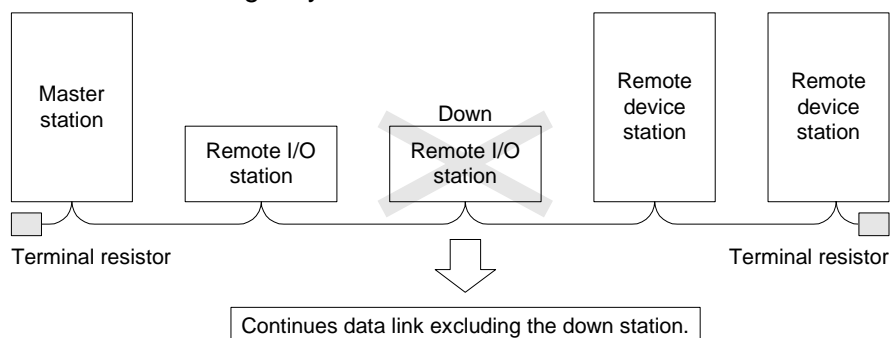 Master
station
Remote I/O
station
Down
Remote I/O
station
Remote
device
station
Remote
device
station
Terminal resistor
Terminal resistor
Continues data link excluding the down station.